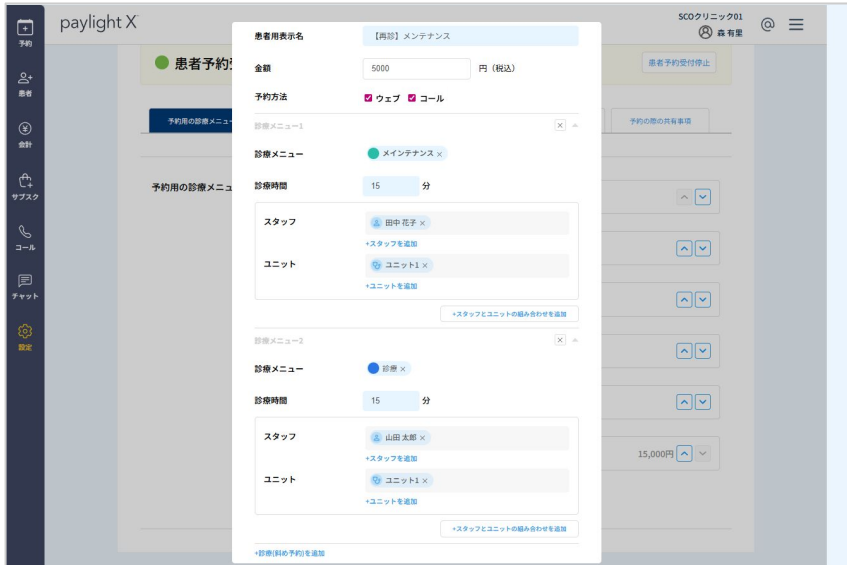 paylight X
SCOクリニック01
森 有里
予約
患者
会計
サブスク
コール
チャット
設定
患者予約
患者予約受付停止
予約用の診療メニュー
予約の際の共有事項
予約用の診療メニュ
15,000円
患者用表示名
【再診】メンテナンス
金額
5000
円（税込）
予約方法
ウェブ コール
診療メニュー1
診療メニュー
メインテナンス ×
診療時間
15
分
スタッフ
田中 花子 ×
+スタッフを追加
ユニット
ユニット1 ×
+ユニットを追加
+スタッフとユニットの組み合わせを追加
診療メニュー2
診療メニュー
診療 ×
診療時間
15
分
スタッフ
山田 太郎 ×
+スタッフを追加
ユニット
ユニット1 ×
+ユニットを追加
+スタッフとユニットの組み合わせを追加
+診療(斜め予約)を追加